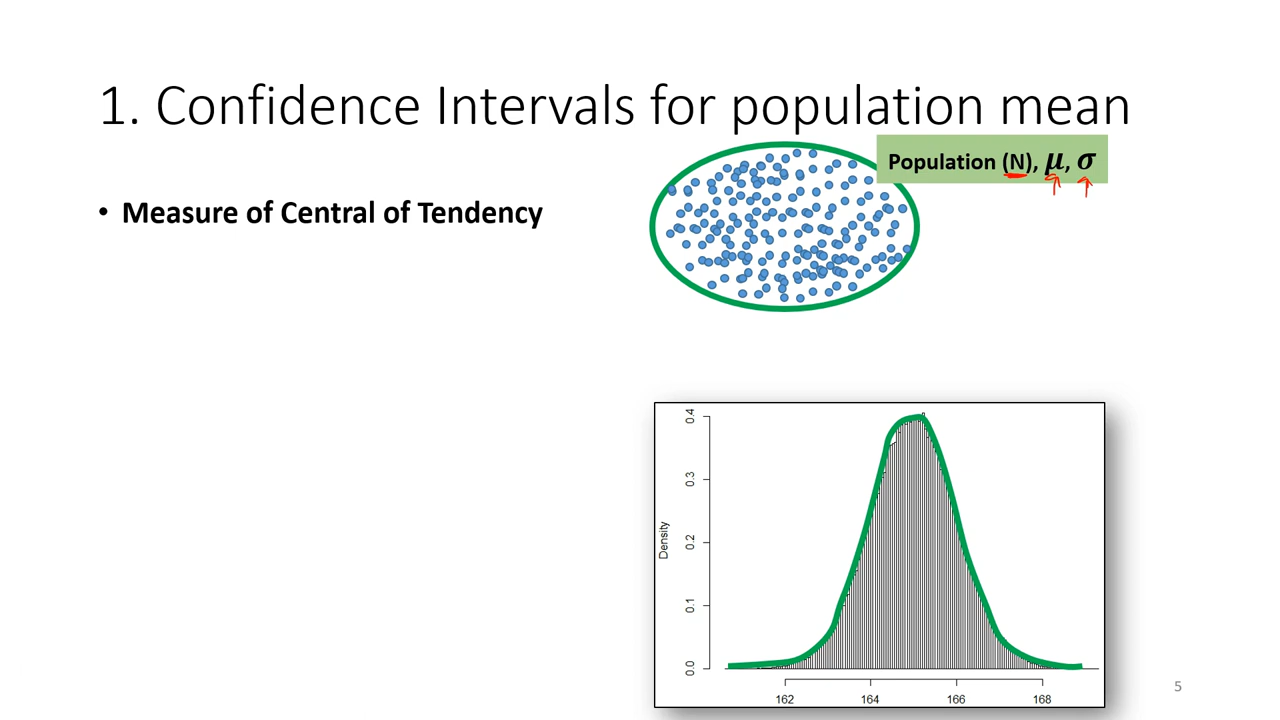 1. Confidence Intervals for population mean
Population (N), μ, σ
• Measure of Central of Tendency
0.4
0.3
0.2
0.1
0.0
Density
162 164 166 168
5